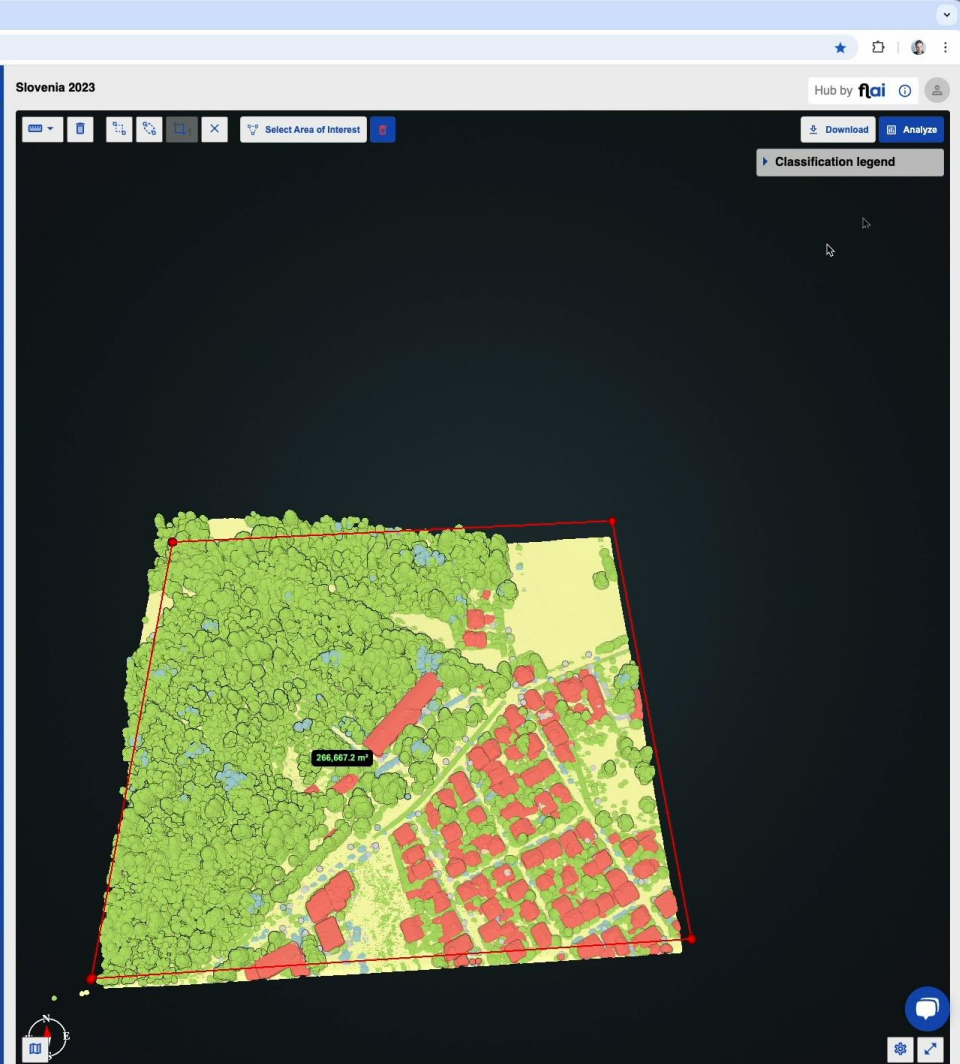 Slovenia 2023
Hub by flai
Select Area of Interest
Download
Analyze
Classification legend
266,667.2 m²
N
E
S